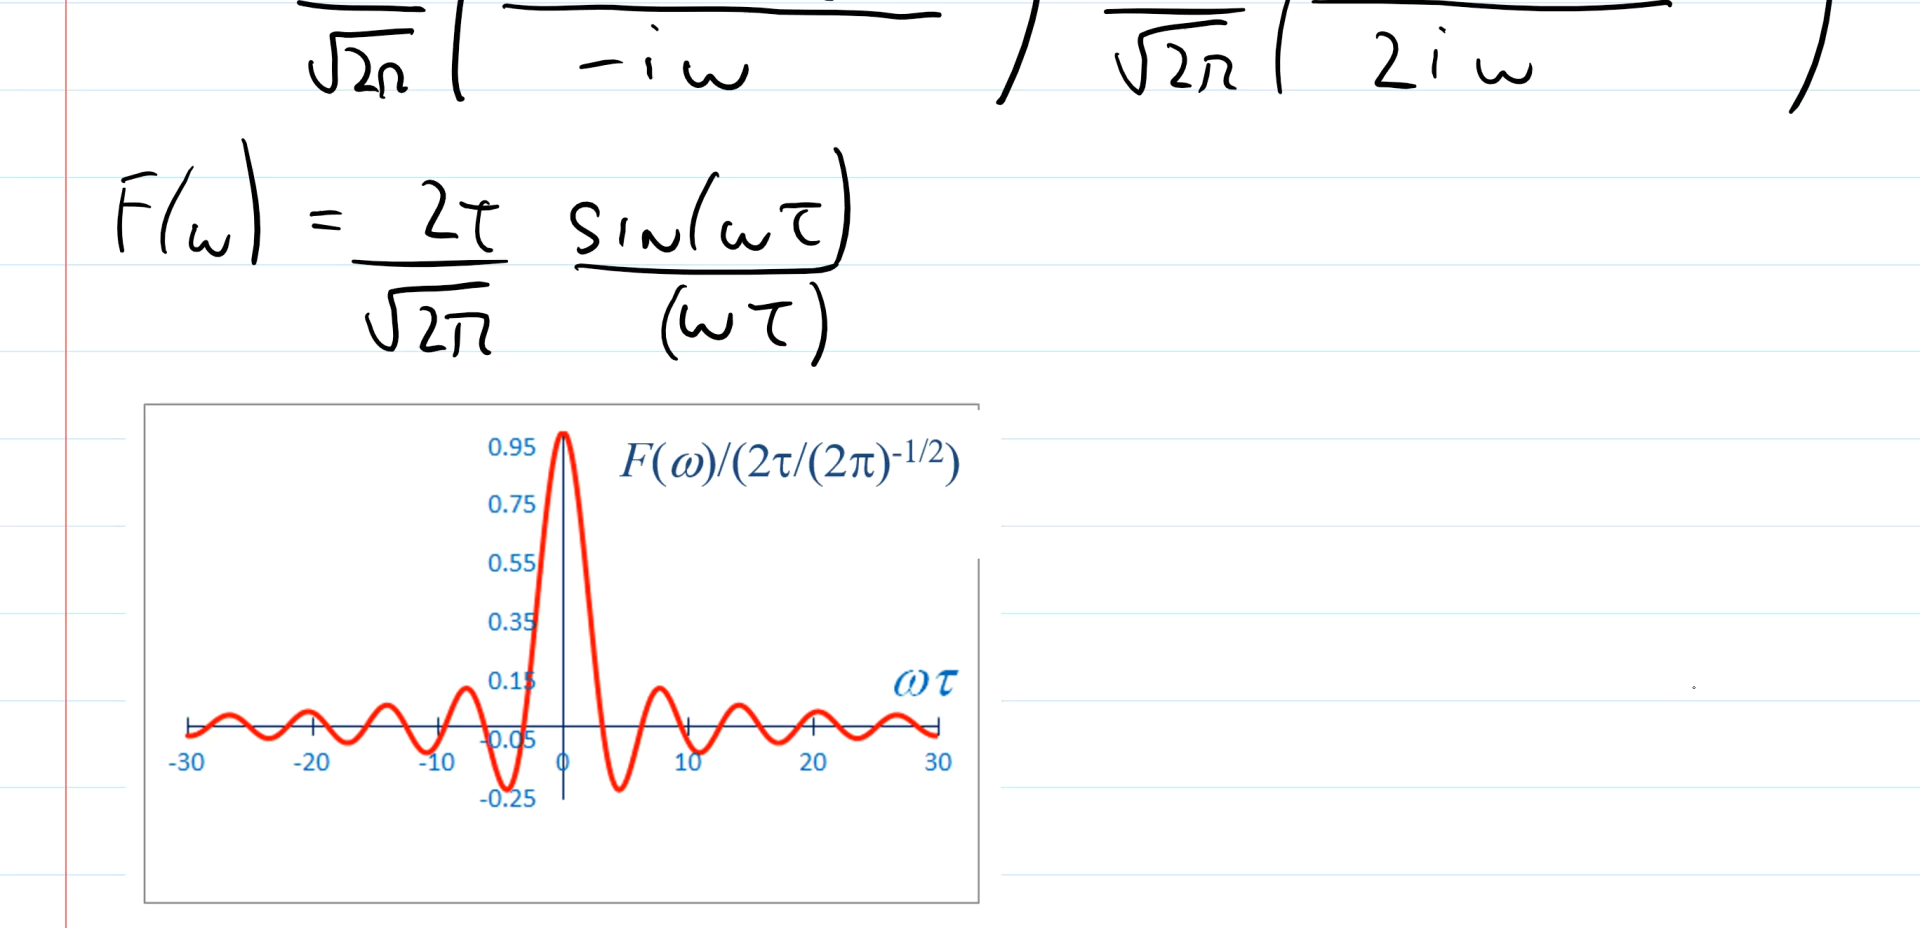 √2π ( −iω ) √2π ( 2iω )
F(ω) = 2τ/√2π sin(ωτ)/(ωτ)
F(ω)/(2τ/(2π)^-1/2)
0.95
0.75
0.55
0.35
0.15
ωτ
-0.05
-30 -20 -10 0 10 20 30
-0.25